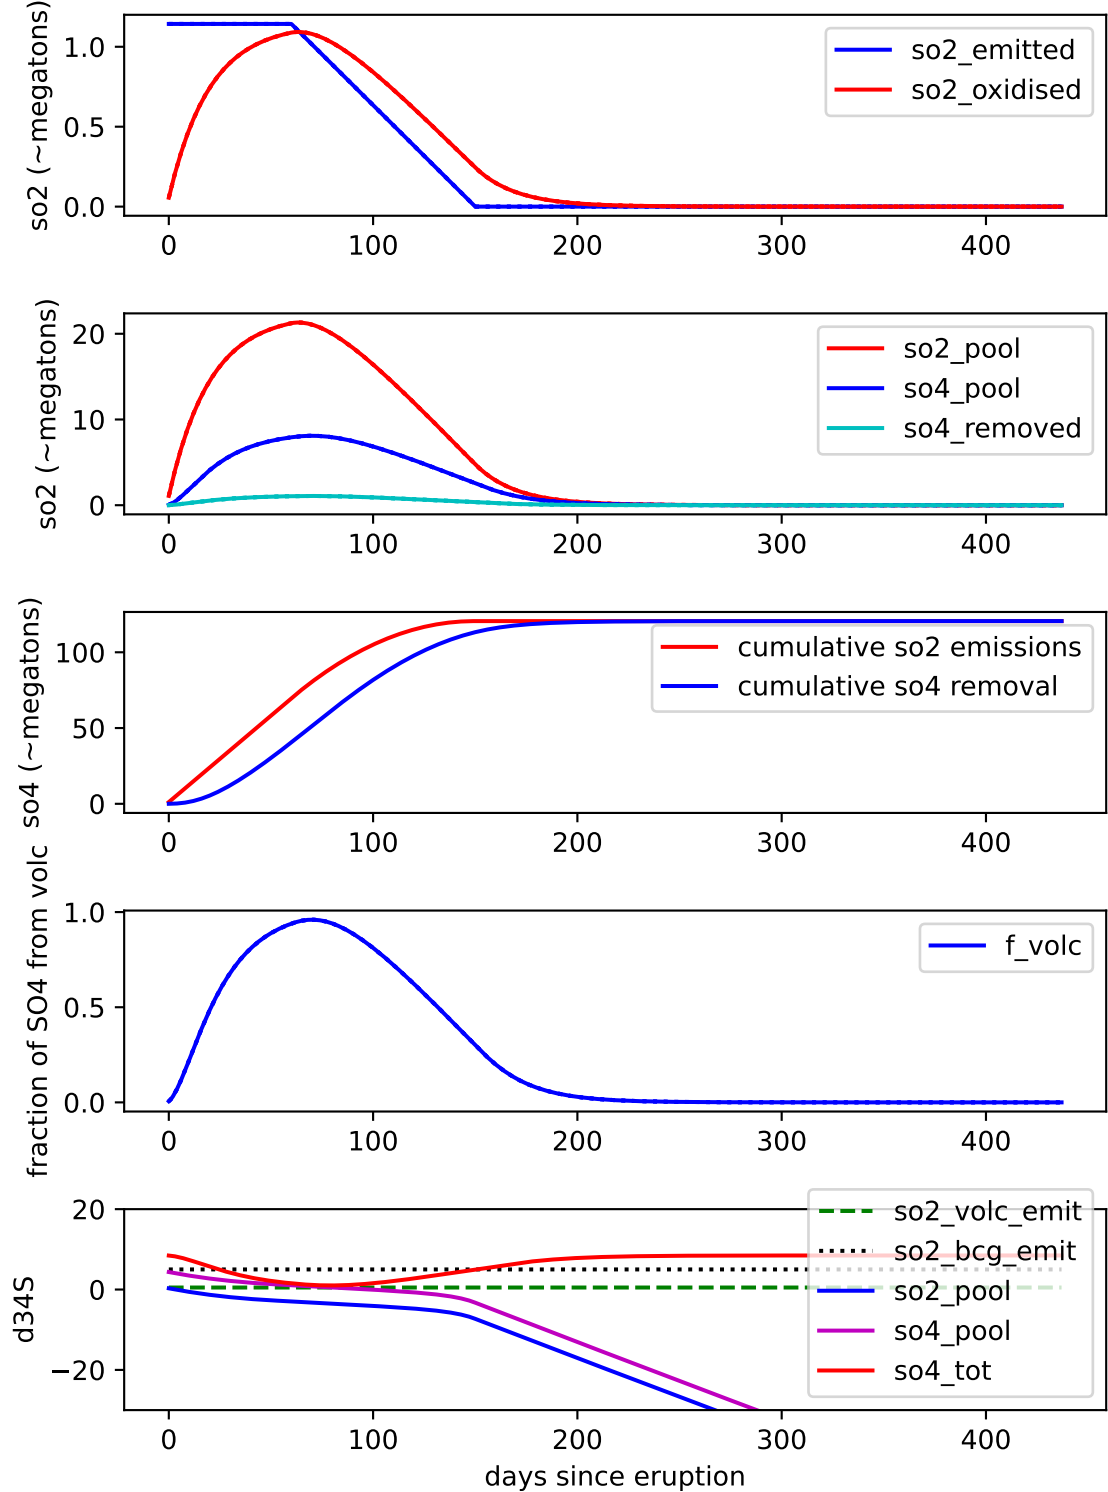 so2 (~megatons)
1.0
0.5
0.0
so2_emitted
so2_oxidised
0 100 200 300 400
so2 (~megatons)
20
10
0
so2_pool
so4_pool
so4_removed
0 100 200 300 400
so4 (~megatons)
100
50
0
cumulative so2 emissions
cumulative so4 removal
0 100 200 300 400
fraction of SO4 from volc
1.0
0.5
0.0
f_volc
0 100 200 300 400
d34S
20
0
−20
so2_volc_emit
so2_bcg_emit
so2_pool
so4_pool
so4_tot
0 100 200 300 400
days since eruption